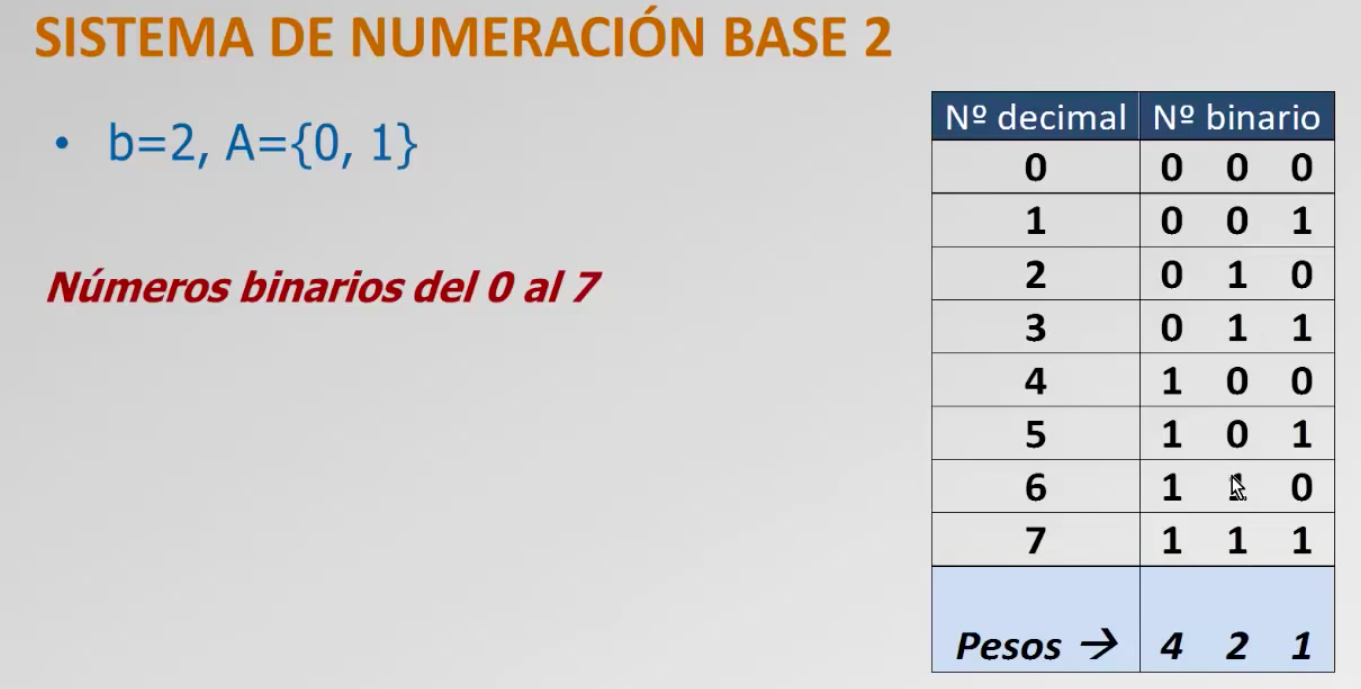 SISTEMA DE NUMERACIÓN BASE 2
• b=2, A={0, 1}
Números binarios del 0 al 7
Nº decimal Nº binario
0 0 0 0
1 0 0 1
2 0 1 0
3 0 1 1
4 1 0 0
5 1 0 1
6 1 1 0
7 1 1 1
Pesos → 4 2 1